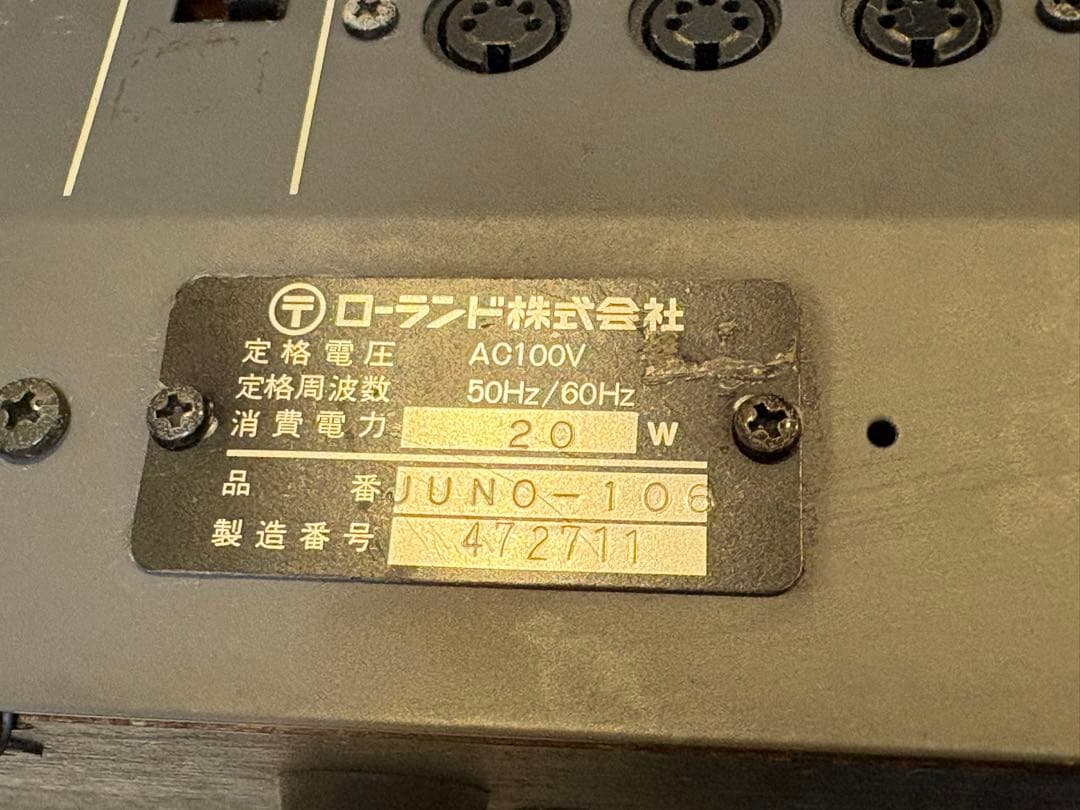 〒 ローランド株式会社
定格電圧 AC100V
定格周波数 50Hz/60Hz
消費電力 20 W
品番 JUNO-106
製造番号 472711